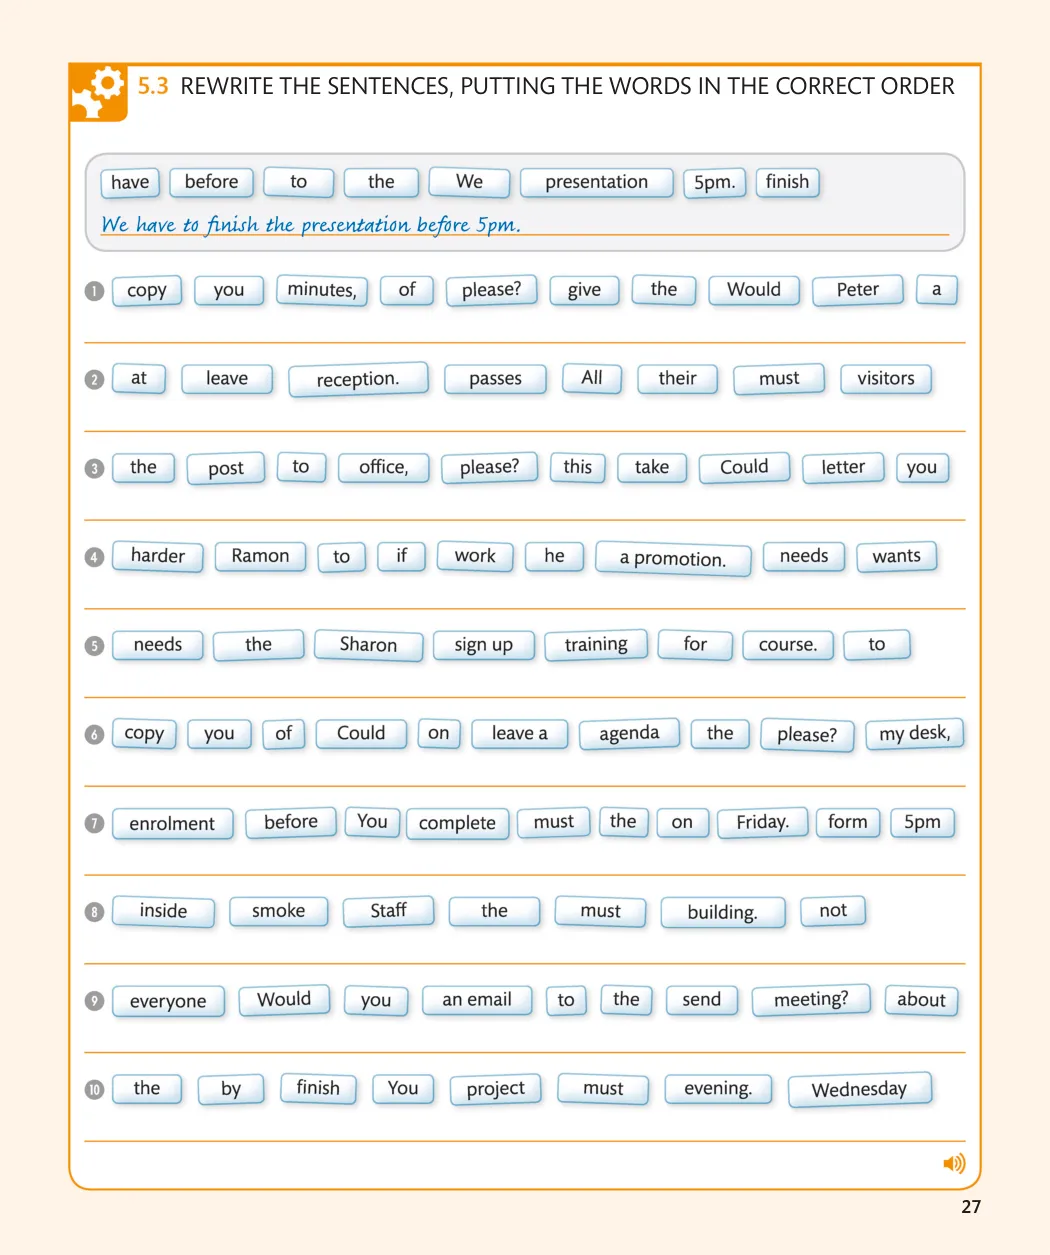 5.3 REWRITE THE SENTENCES, PUTTING THE WORDS IN THE CORRECT ORDER
have before to the We presentation 5pm. finish
We have to finish the presentation before 5pm.
1 copy you minutes, of please? give the Would Peter a
2 at leave reception. passes All their must visitors
3 the post to office, please? this take Could letter you
4 harder Ramon to if work he a promotion. needs wants
5 needs the Sharon sign up training for course. to
6 copy you of Could on leave a agenda the please? my desk,
7 enrolment before You complete must the on Friday. form 5pm
8 inside smoke Staff the must building. not
9 everyone Would you an email to the send meeting? about
10 the by finish You project must evening. Wednesday
27